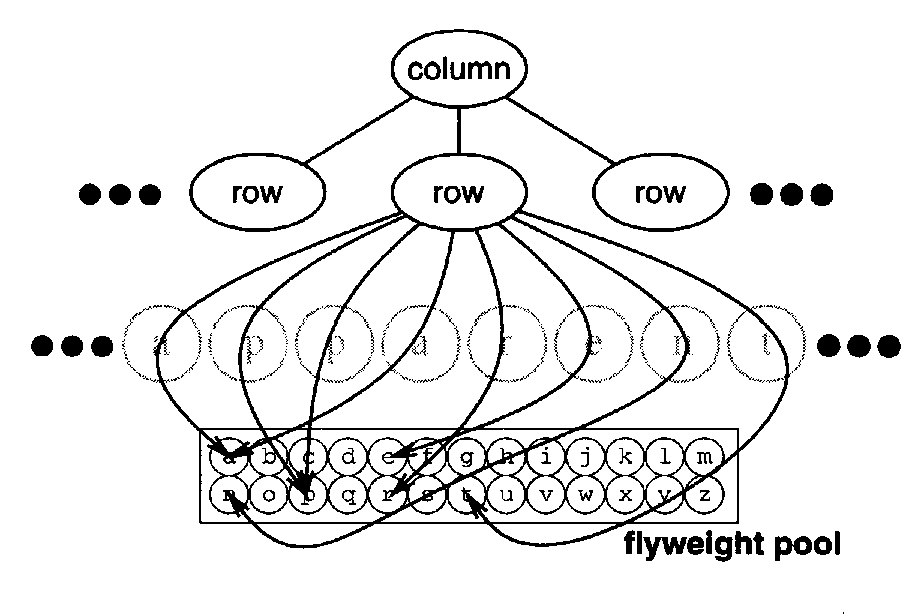 column
row row row
a p p a r e n t
a b c d e f g h i j k l m
n o p q r s t u v w x y z
flyweight pool